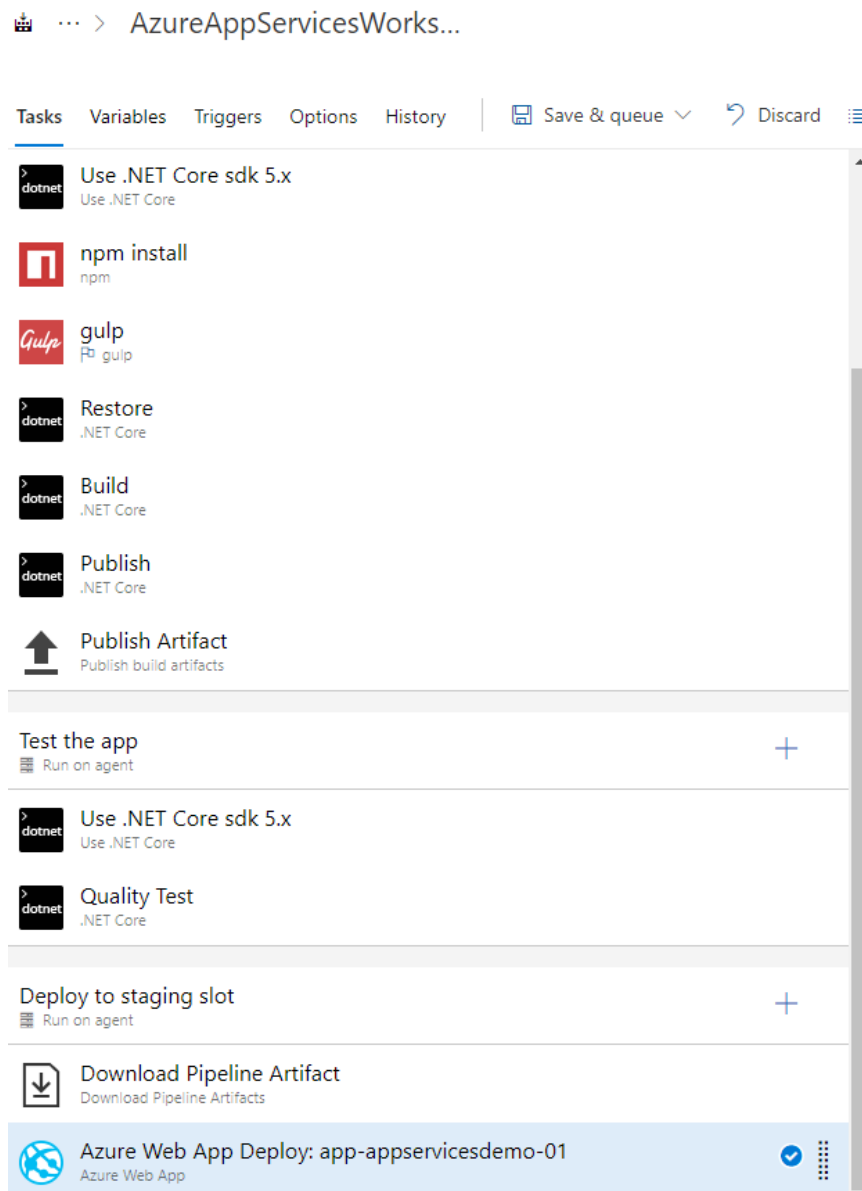 ··· > AzureAppServicesWorks...
Tasks Variables Triggers Options History Save & queue Discard
> dotnet Use .NET Core sdk 5.x
Use .NET Core
npm install
npm
Gulp gulp
gulp
> dotnet Restore
.NET Core
> dotnet Build
.NET Core
> dotnet Publish
.NET Core
Publish Artifact
Publish build artifacts
Test the app
Run on agent
> dotnet Use .NET Core sdk 5.x
Use .NET Core
> dotnet Quality Test
.NET Core
Deploy to staging slot
Run on agent
Download Pipeline Artifact
Download Pipeline Artifacts
Azure Web App Deploy: app-appservicesdemo-01
Azure Web App